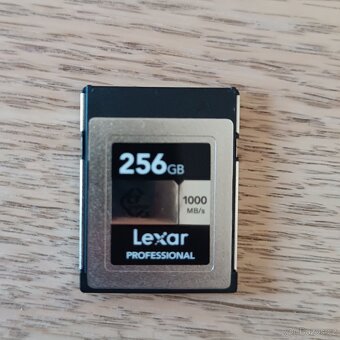 256GB
1000
MB/s
Lexar
PROFESSIONAL